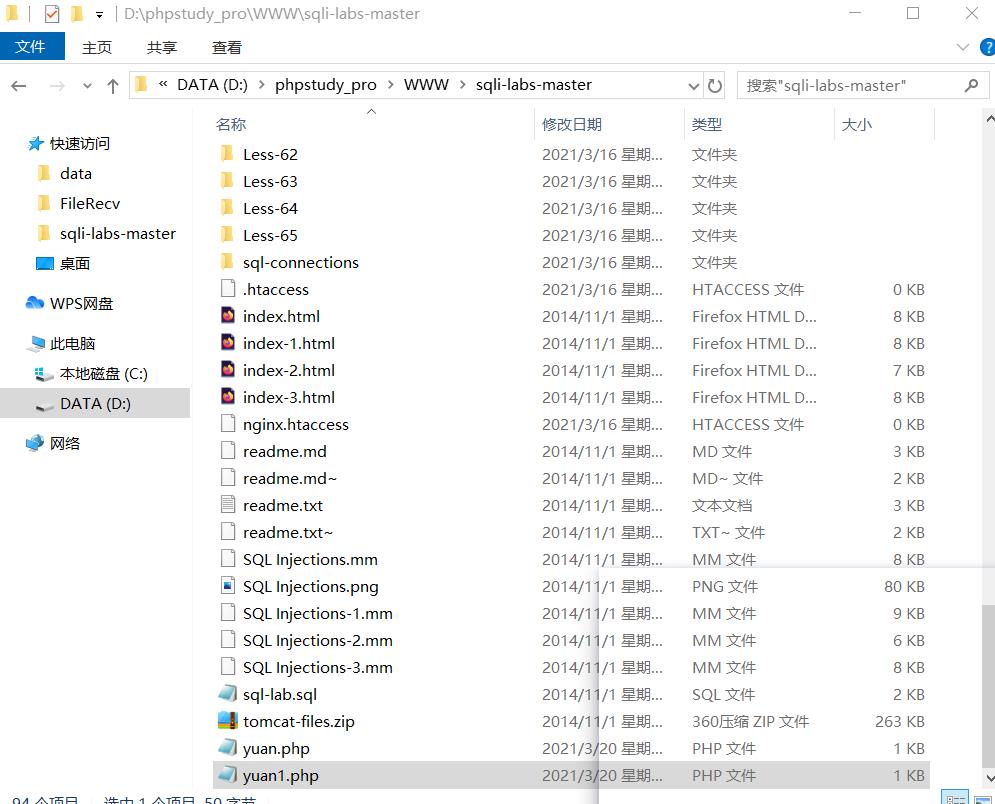 D:\phpstudy_pro\WWW\sqli-labs-master
文件 主页 共享 查看
« DATA (D:) › phpstudy_pro › WWW › sqli-labs-master 搜索"sqli-labs-master"
名称 修改日期 类型 大小
快速访问
data
FileRecv
sqli-labs-master
桌面
WPS网盘
此电脑
本地磁盘 (C:)
DATA (D:)
网络
Less-62 2021/3/16 星期... 文件夹
Less-63 2021/3/16 星期... 文件夹
Less-64 2021/3/16 星期... 文件夹
Less-65 2021/3/16 星期... 文件夹
sql-connections 2021/3/16 星期... 文件夹
.htaccess 2021/3/16 星期... HTACCESS 文件 0 KB
index.html 2014/11/1 星期... Firefox HTML D... 8 KB
index-1.html 2014/11/1 星期... Firefox HTML D... 8 KB
index-2.html 2014/11/1 星期... Firefox HTML D... 7 KB
index-3.html 2014/11/1 星期... Firefox HTML D... 8 KB
nginx.htaccess 2021/3/16 星期... HTACCESS 文件 0 KB
readme.md 2014/11/1 星期... MD 文件 3 KB
readme.md~ 2014/11/1 星期... MD~ 文件 2 KB
readme.txt 2014/11/1 星期... 文本文档 3 KB
readme.txt~ 2014/11/1 星期... TXT~ 文件 2 KB
SQL Injections.mm 2014/11/1 星期... MM 文件 8 KB
SQL Injections.png 2014/11/1 星期... PNG 文件 80 KB
SQL Injections-1.mm 2014/11/1 星期... MM 文件 9 KB
SQL Injections-2.mm 2014/11/1 星期... MM 文件 6 KB
SQL Injections-3.mm 2014/11/1 星期... MM 文件 8 KB
sql-lab.sql 2014/11/1 星期... SQL 文件 2 KB
tomcat-files.zip 2014/11/1 星期... 360压缩 ZIP 文件 263 KB
yuan.php 2021/3/20 星期... PHP 文件 1 KB
yuan1.php 2021/3/20 星期... PHP 文件 1 KB
94 个项目 选中 1 个项目 50 字节